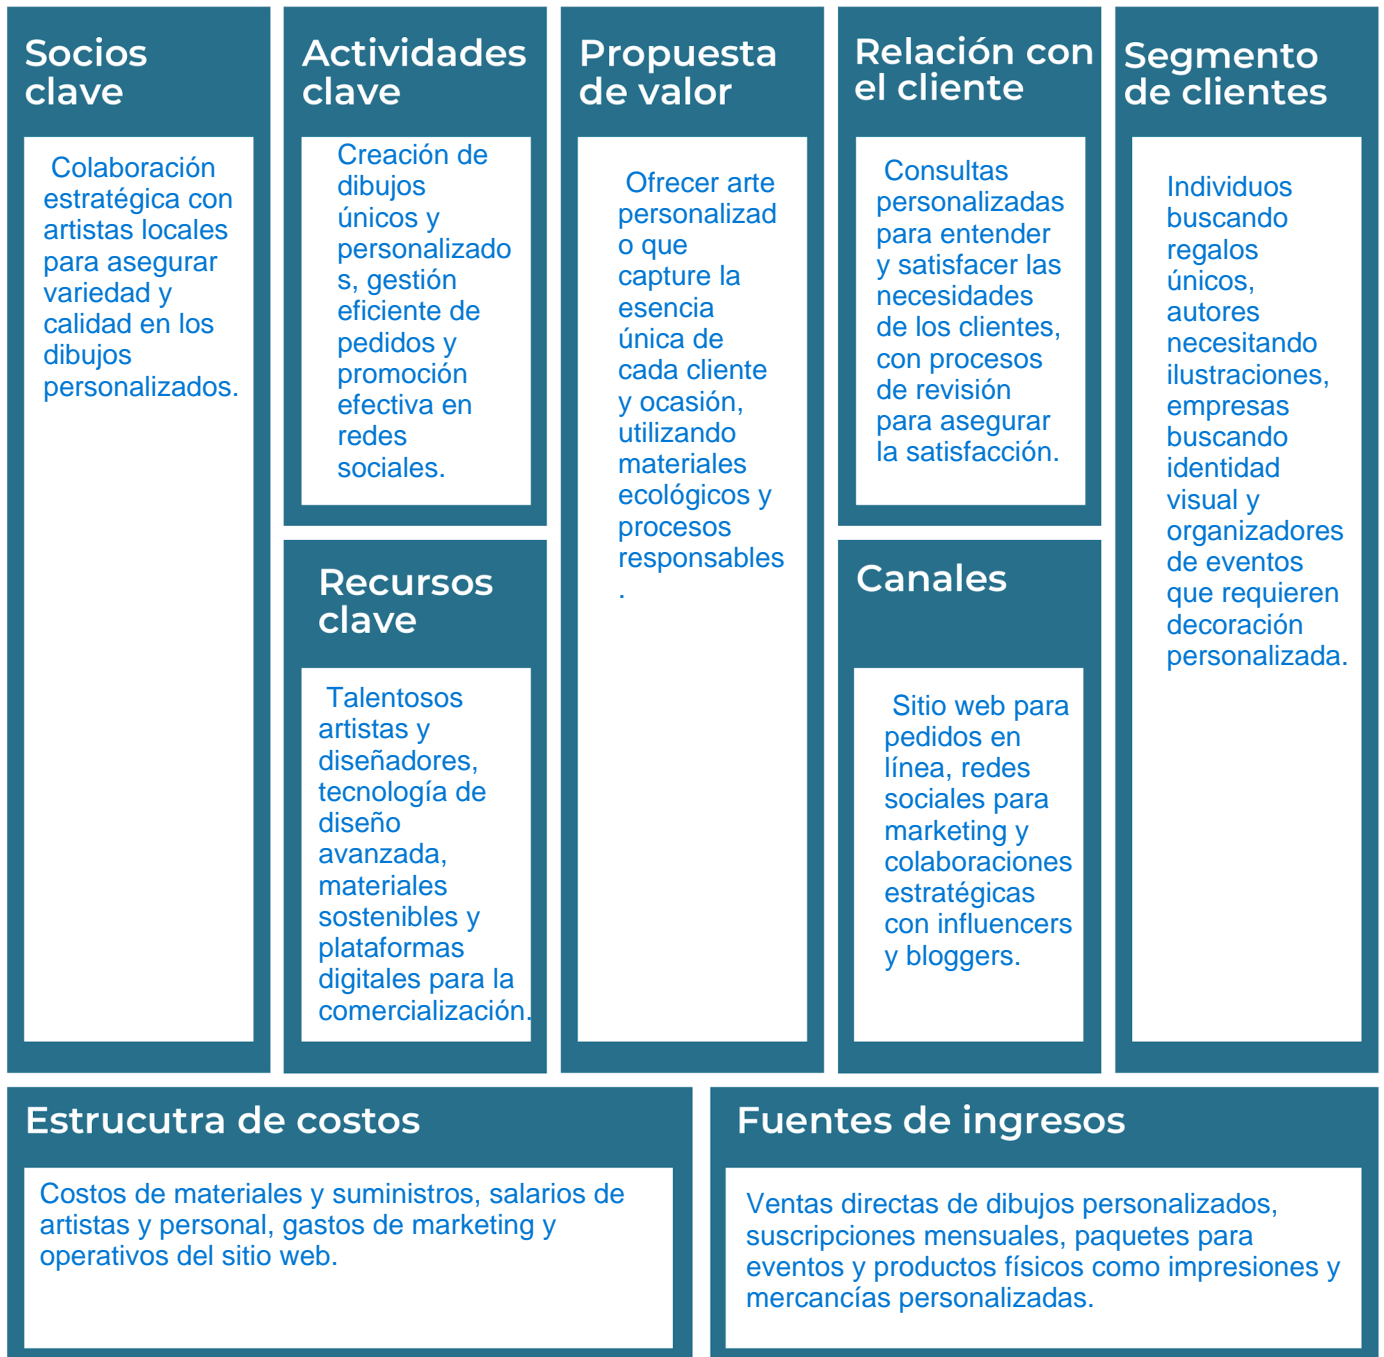 Socios
clave
Colaboración
estratégica con
artistas locales
para asegurar
variedad y
calidad en los
dibujos
personalizados.
Actividades
clave
Creación de
dibujos
únicos y
personalizado
s, gestión
eficiente de
pedidos y
promoción
efectiva en
redes
sociales.
Recursos
clave
Talentosos
artistas y
diseñadores,
tecnología de
diseño
avanzada,
materiales
sostenibles y
plataformas
digitales para la
comercialización.
Propuesta
de valor
Ofrecer arte
personalizad
o que
capture la
esencia
única de
cada cliente
y ocasión,
utilizando
materiales
ecológicos y
procesos
responsables
.
Relación con
el cliente
Consultas
personalizadas
para entender
y satisfacer las
necesidades
de los clientes,
con procesos
de revisión
para asegurar
la satisfacción.
Canales
Sitio web para
pedidos en
línea, redes
sociales para
marketing y
colaboraciones
estratégicas
con influencers
y bloggers.
Segmento
de clientes
Individuos
buscando
regalos
únicos,
autores
necesitando
ilustraciones,
empresas
buscando
identidad
visual y
organizadores
de eventos
que requieren
decoración
personalizada.
Estrucutra de costos
Costos de materiales y suministros, salarios de
artistas y personal, gastos de marketing y
operativos del sitio web.
Fuentes de ingresos
Ventas directas de dibujos personalizados,
suscripciones mensuales, paquetes para
eventos y productos físicos como impresiones y
mercancías personalizadas.